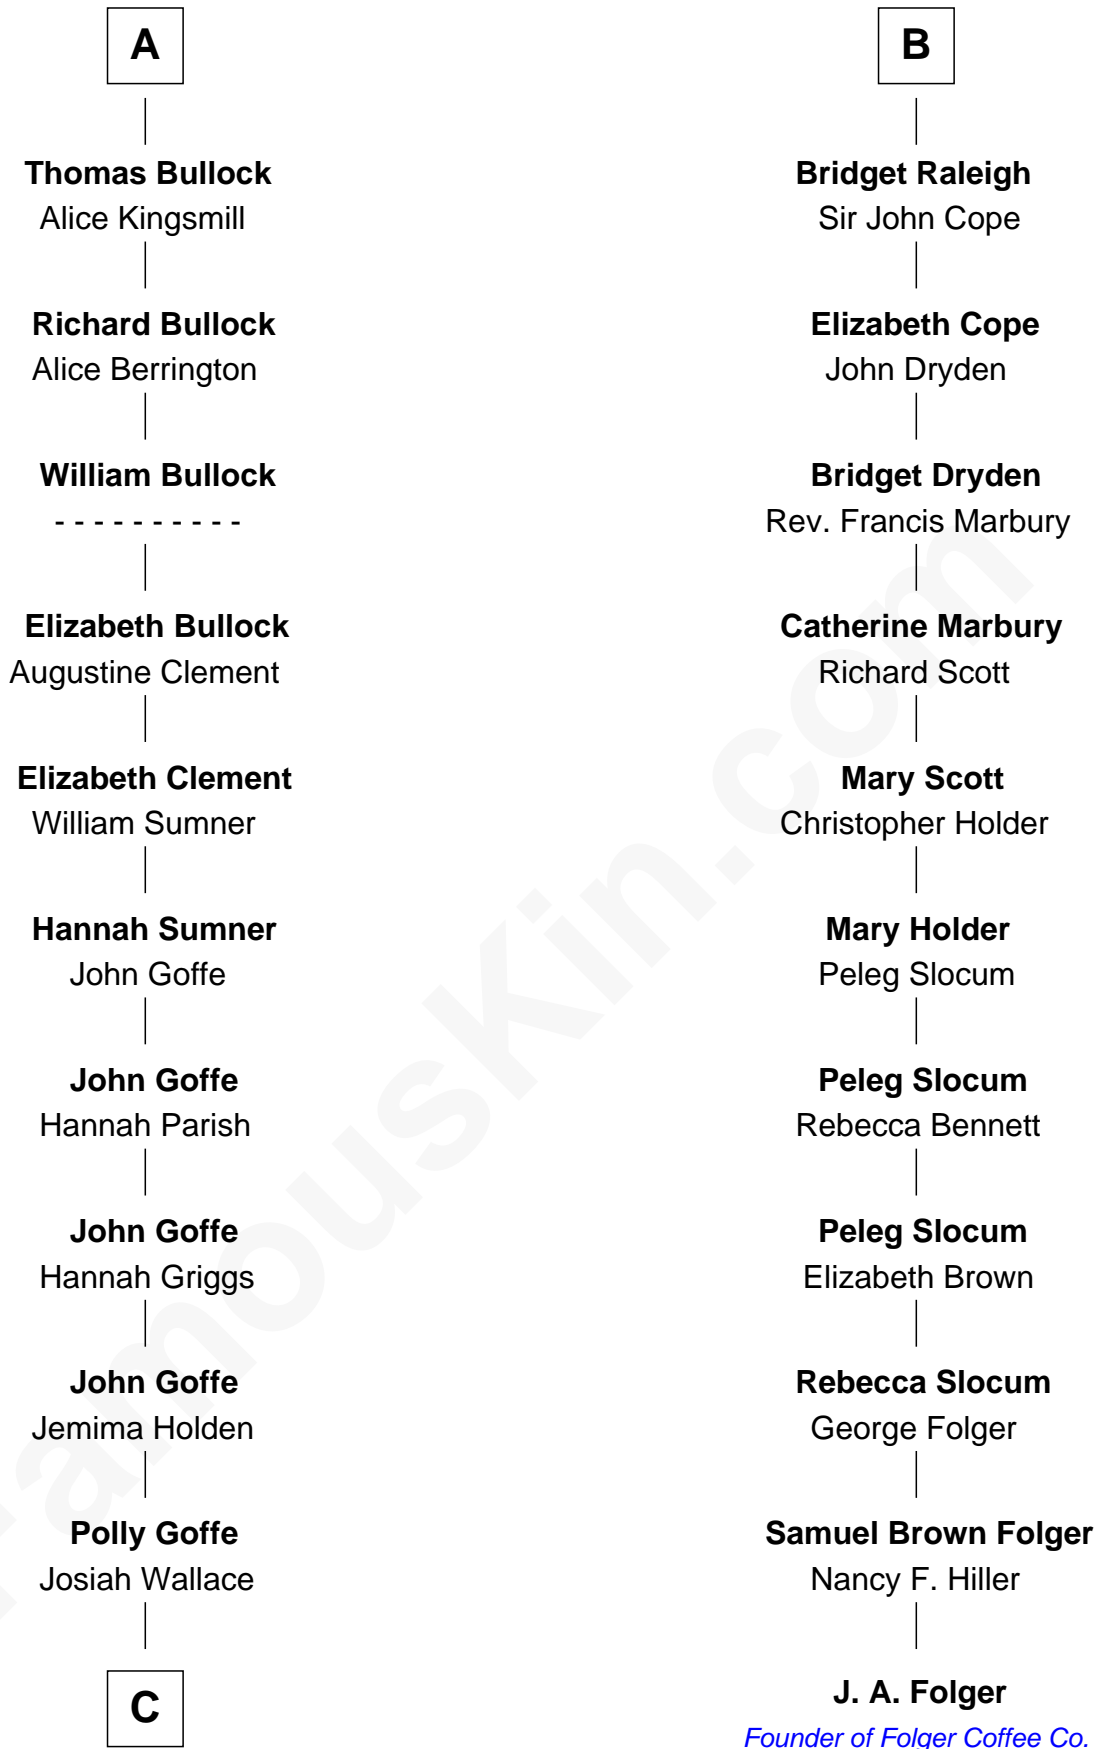 A
Thomas Bullock
Alice Kingsmill
Richard Bullock
Alice Berrington
William Bullock
- - - - - - - - - -
Elizabeth Bullock
Augustine Clement
Elizabeth Clement
William Sumner
Hannah Sumner
John Goffe
John Goffe
Hannah Parish
John Goffe
Hannah Griggs
John Goffe
Jemima Holden
Polly Goffe
Josiah Wallace
C
B
Bridget Raleigh
Sir John Cope
Elizabeth Cope
John Dryden
Bridget Dryden
Rev. Francis Marbury
Catherine Marbury
Richard Scott
Mary Scott
Christopher Holder
Mary Holder
Peleg Slocum
Peleg Slocum
Rebecca Bennett
Peleg Slocum
Elizabeth Brown
Rebecca Slocum
George Folger
Samuel Brown Folger
Nancy F. Hiller
J. A. Folger
Founder of Folger Coffee Co.
FamousKin.com